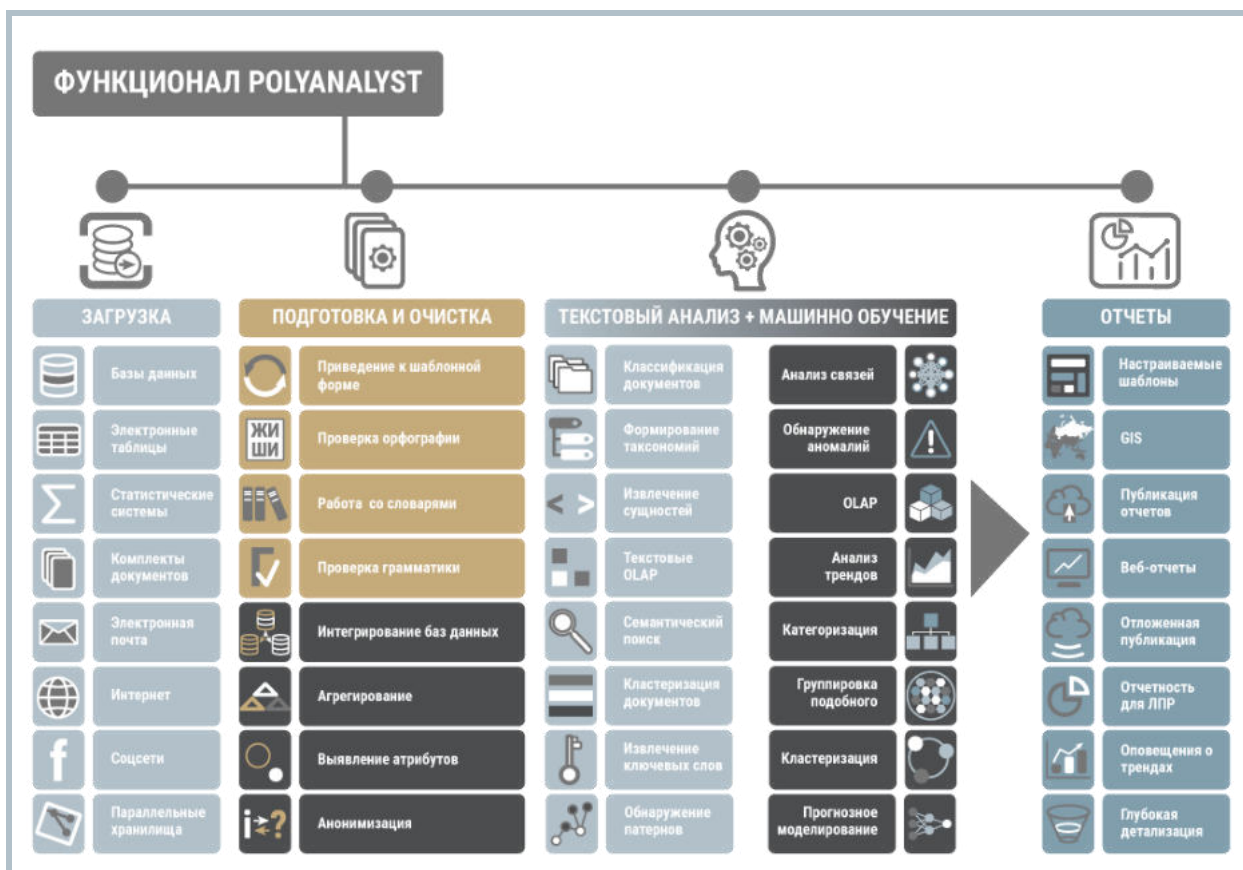 ФУНКЦИОНАЛ POLYANALYST
ЗАГРУЗКА
Базы данных
Электронные
таблицы
Статистические
системы
Комплекты
документов
Электронная
почта
Интернет
f
Соцсети
Параллельные
хранилища
ПОДГОТОВКА И ОЧИСТКА
Приведение к шаблонной
форме
ЖИ
ШИ
Проверка орфографии
Работа со словарями
Проверка грамматики
Интегрирование баз данных
Агрегирование
Выявление атрибутов
Анонимизация
ТЕКСТОВЫЙ АНАЛИЗ + МАШИННО ОБУЧЕНИЕ
Классификация
документов
Формирование
таксономий
Извлечение
сущностей
Текстовые
OLAP
Семантический
поиск
Кластеризация
документов
Извлечение
ключевых слов
Обнаружение
патернов
Анализ связей
Обнаружение
аномалий
OLAP
Анализ
трендов
Категоризация
Группировка
подобного
Кластеризация
Прогнозное
моделирование
ОТЧЕТЫ
Настраиваемые
шаблоны
GIS
Публикация
отчетов
Веб-отчеты
Отложенная
публикация
Отчетность
для ЛПР
Оповещения о
трендах
Глубокая
детализация